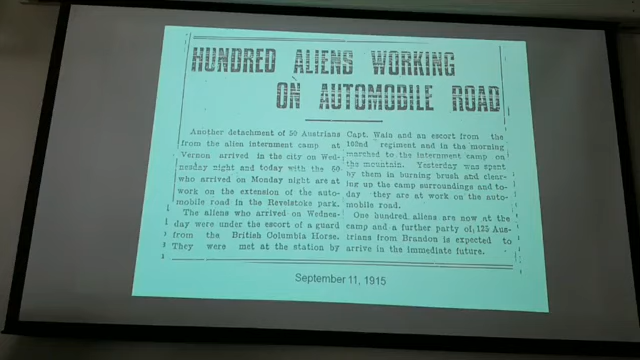 HUNDRED ALIENS WORKING
ON AUTOMOBILE ROAD
Another detachment of 50 Austrians
from the alien internment camp at
Vernon arrived in the city on Wed-
nesday night and today with the 50
who arrived on Monday night are at
work on the extension of the auto-
mobile road in the Revelstoke park.
The aliens who arrived on Wednes-
day were under the escort of a guard
from the British Columbia Horse.
They were met at the station by
Capt. Wain and an escort from the
102nd regiment and in the morning
marched to the internment camp on
the mountain. Yesterday was spent
by them in burning brush and clear-
ing up the camp surroundings and to-
day they are at work on the auto-
mobile road.
One hundred aliens are now at the
camp and a further party of 125 Aus-
trians from Brandon is expected to
arrive in the immediate future.
September 11, 1915